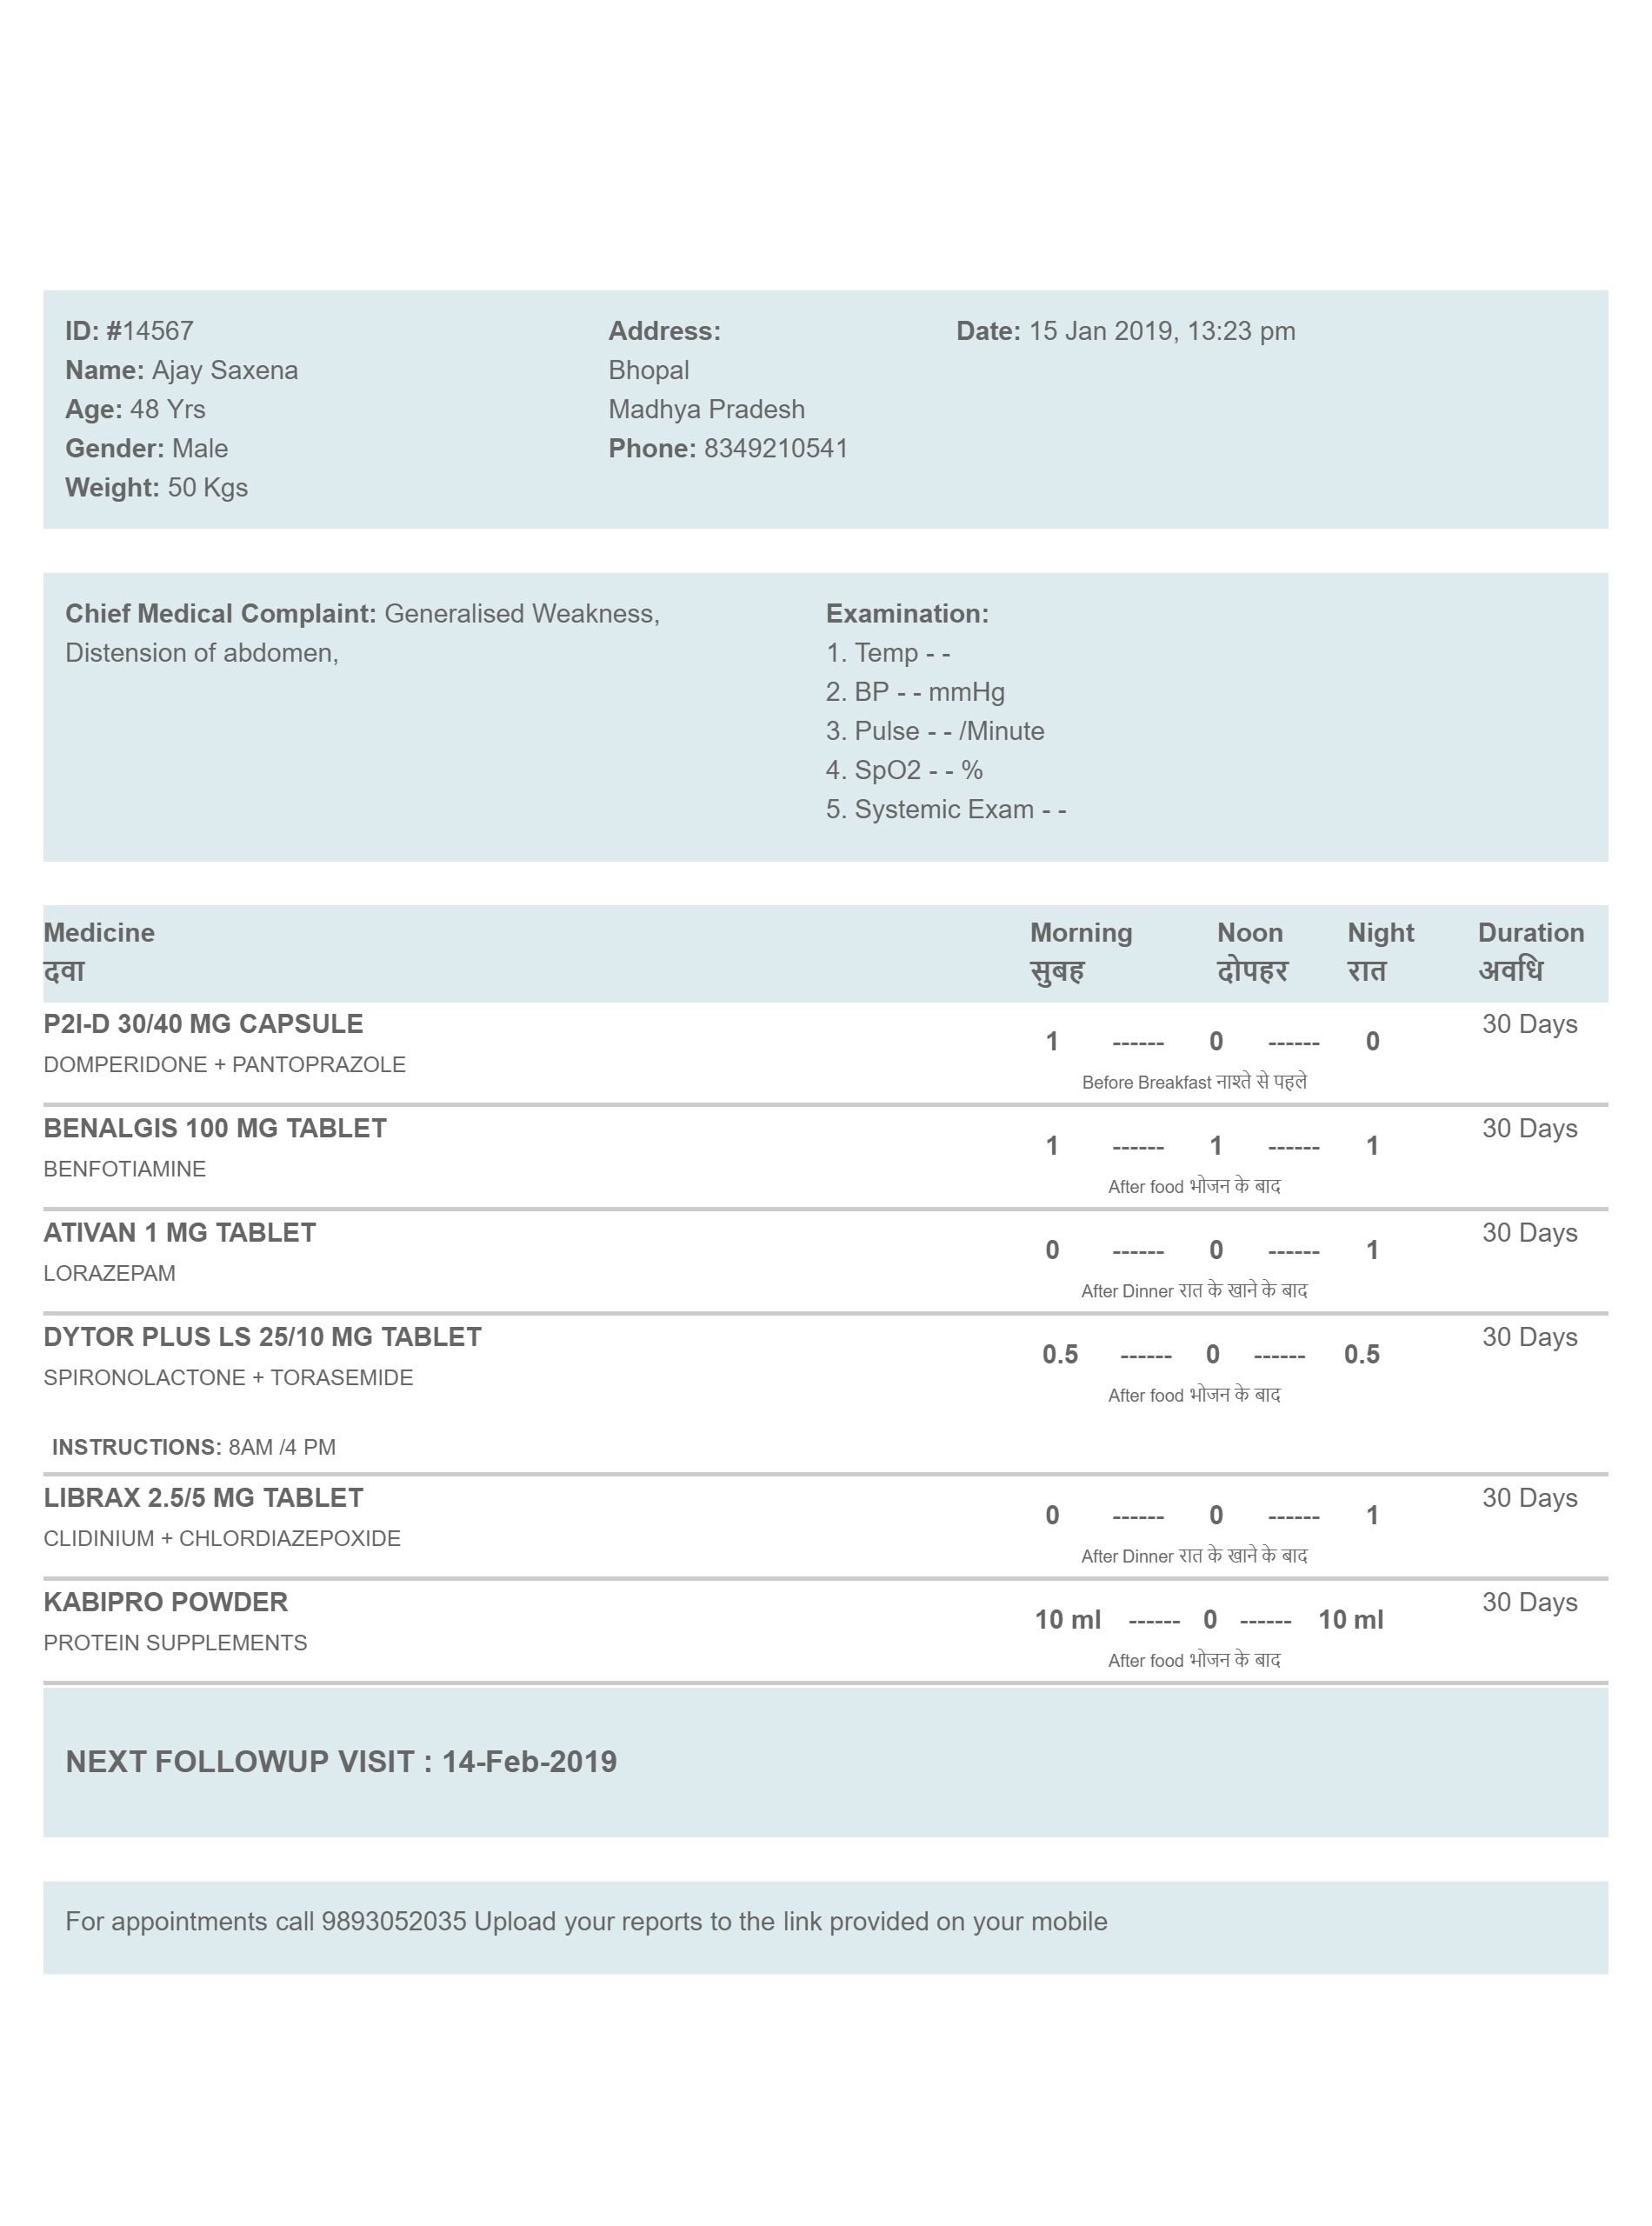 ID: #14567
Name: Ajay Saxena
Age: 48 Yrs
Gender: Male
Weight: 50 Kgs
Address:
Bhopal
Madhya Pradesh
Phone: 8349210541
Date: 15 Jan 2019, 13:23 pm
Chief Medical Complaint: Generalised Weakness,
Distension of abdomen,
Examination:
1. Temp - -
2. BP - - mmHg
3. Pulse - - /Minute
4. SpO2 - - %
5. Systemic Exam - -
Medicine Morning Noon Night Duration
दवा सुबह दोपहर रात अवधि
P2I-D 30/40 MG CAPSULE 30 Days
1 ------ 0 ------ 0
DOMPERIDONE + PANTOPRAZOLE
Before Breakfast नाश्ते से पहले
BENALGIS 100 MG TABLET 30 Days
1 ------ 1 ------ 1
BENFOTIAMINE
After food भोजन के बाद
ATIVAN 1 MG TABLET 30 Days
0 ------ 0 ------ 1
LORAZEPAM
After Dinner रात के खाने के बाद
DYTOR PLUS LS 25/10 MG TABLET 30 Days
0.5 ------ 0 ------ 0.5
SPIRONOLACTONE + TORASEMIDE
After food भोजन के बाद
INSTRUCTIONS: 8AM /4 PM
LIBRAX 2.5/5 MG TABLET 30 Days
0 ------ 0 ------ 1
CLIDINIUM + CHLORDIAZEPOXIDE
After Dinner रात के खाने के बाद
KABIPRO POWDER 30 Days
10 ml ------ 0 ------ 10 ml
PROTEIN SUPPLEMENTS
After food भोजन के बाद
NEXT FOLLOWUP VISIT : 14-Feb-2019
For appointments call 9893052035 Upload your reports to the link provided on your mobile